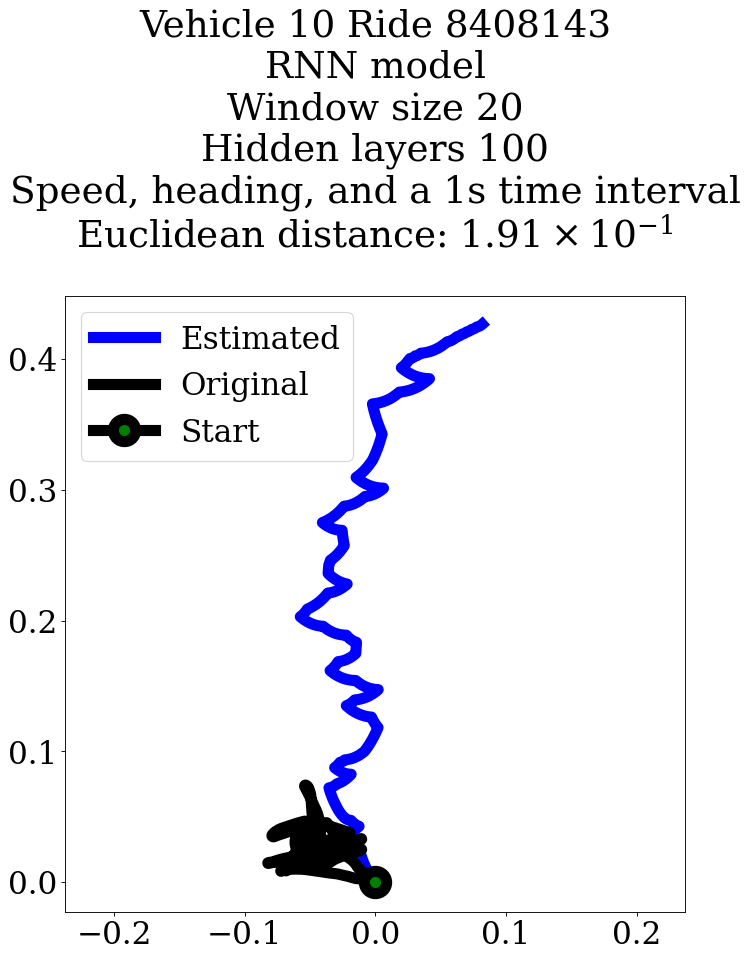 Vehicle 10 Ride 8408143
RNN model
Window size 20
Hidden layers 100
Speed, heading, and a 1s time interval
Euclidean distance: 1.91 × 10⁻¹
Estimated
Original
Start
0.4
0.3
0.2
0.1
0.0
−0.2
−0.1
0.0
0.1
0.2